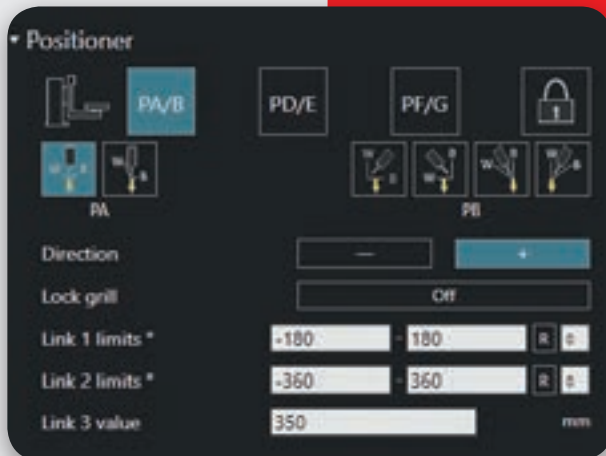 Positioner
PA/B PD/E PF/G
PA PB
Direction — +
Lock grill Off
Link 1 limits * -180 - 180 R
Link 2 limits * -360 - 360 R
Link 3 value 350 mm